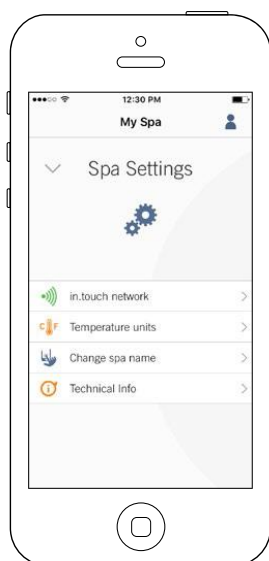 12:30 PM
My Spa
Spa Settings
in.touch network
C F Temperature units
Change spa name
Technical Info